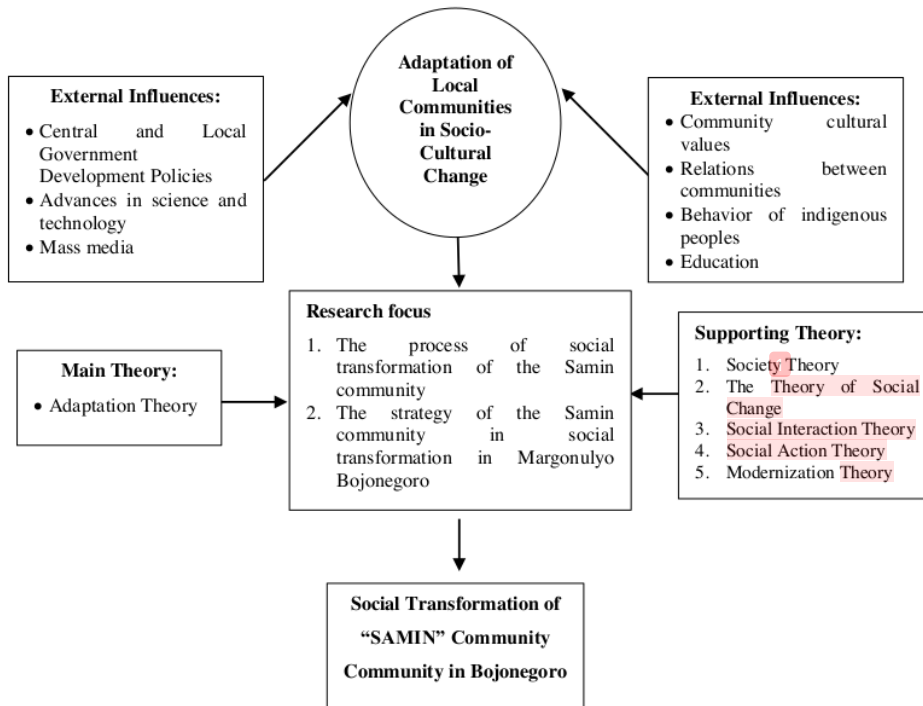 Adaptation of
Local
Communities
in Socio-
Cultural
Change
External Influences:
• Central and Local
Government
Development Policies
• Advances in science and
technology
• Mass media
External Influences:
• Community cultural
values
• Relations between
communities
• Behavior of indigenous
peoples
• Education
Research focus
1. The process of social
transformation of the Samin
community
2. The strategy of the Samin
community in social
transformation in Margonulyo
Bojonegoro
Main Theory:
• Adaptation Theory
Supporting Theory:
1. Society Theory
2. The Theory of Social
Change
3. Social Interaction Theory
4. Social Action Theory
5. Modernization Theory
Social Transformation of
“SAMIN” Community
Community in Bojonegoro